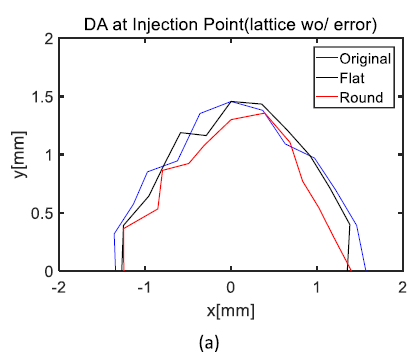 DA at Injection Point(lattice wo/ error)
2
Original
Flat
Round
1.5
y[mm]
1
0.5
0
-2 -1 0 1 2
x[mm]
(a)